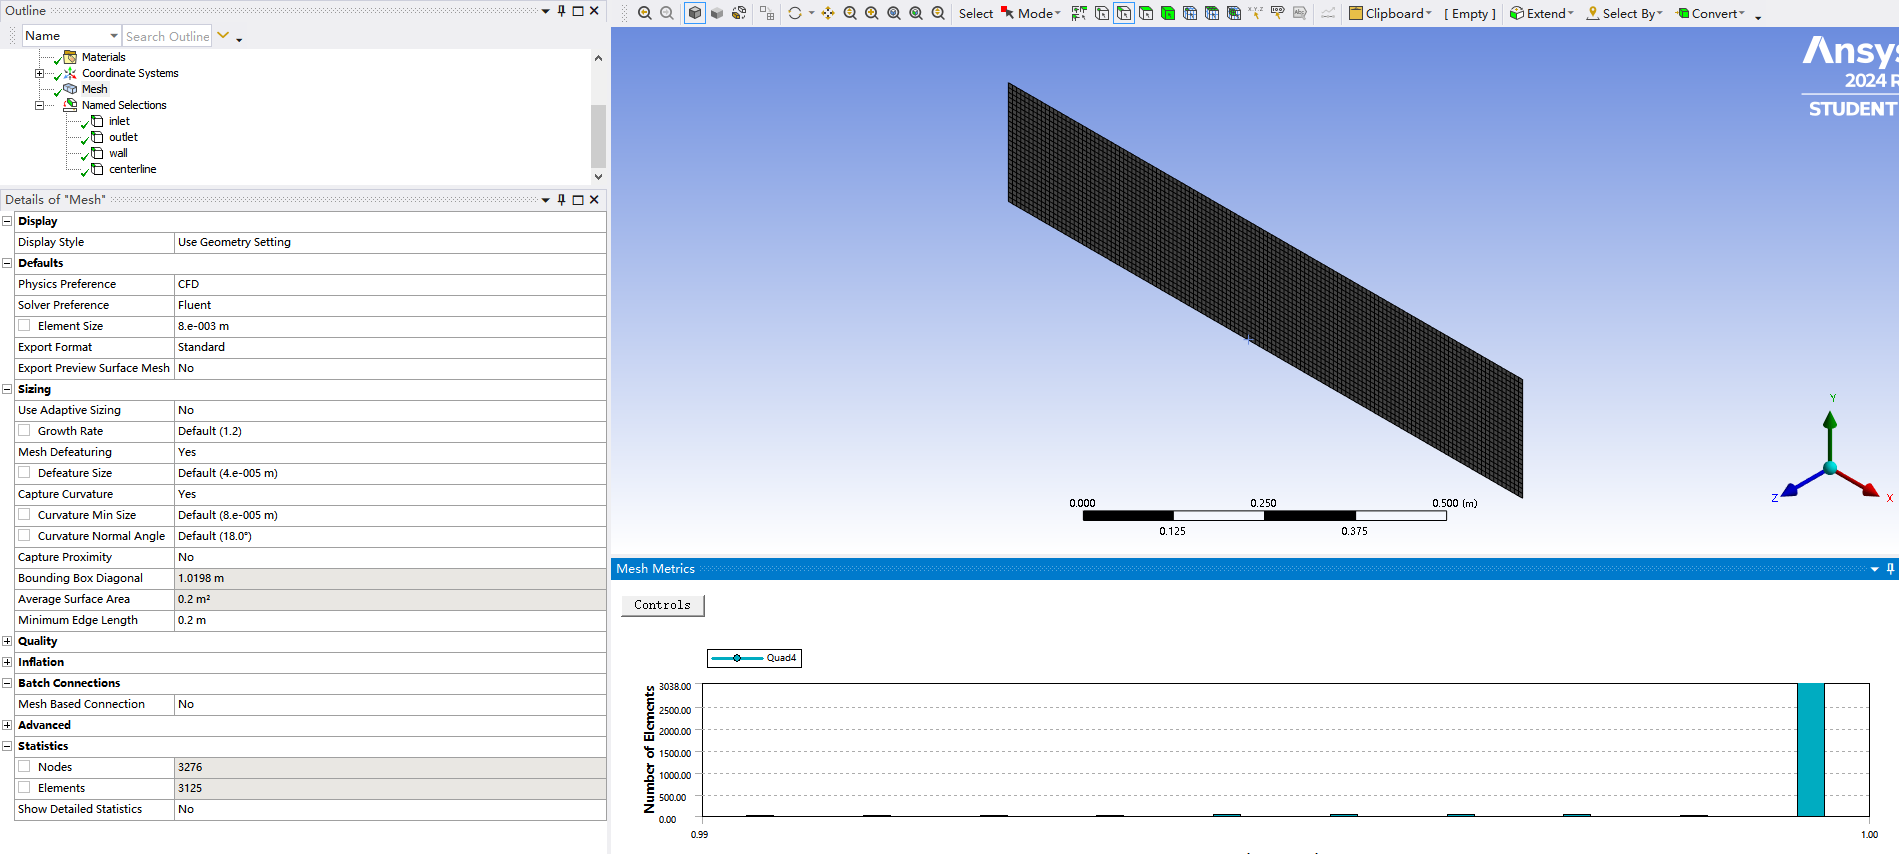 Outline
Name Search Outline
Materials
Coordinate Systems
Mesh
Named Selections
inlet
outlet
wall
centerline
Details of "Mesh"
Display
Display Style Use Geometry Setting
Defaults
Physics Preference CFD
Solver Preference Fluent
Element Size 8.e-003 m
Export Format Standard
Export Preview Surface Mesh No
Sizing
Use Adaptive Sizing No
Growth Rate Default (1.2)
Mesh Defeaturing Yes
Defeature Size Default (4.e-005 m)
Capture Curvature Yes
Curvature Min Size Default (8.e-005 m)
Curvature Normal Angle Default (18.0°)
Capture Proximity No
Bounding Box Diagonal 1.0198 m
Average Surface Area 0.2 m²
Minimum Edge Length 0.2 m
Quality
Inflation
Batch Connections
Mesh Based Connection No
Advanced
Statistics
Nodes 3276
Elements 3125
Show Detailed Statistics No
Select Mode Clipboard [ Empty ] Extend Select By Convert
Ansys
2024 R
STUDENT
0.000 0.250 0.500 (m)
0.125 0.375
Y
Z X
Mesh Metrics
Controls
Quad4
Number of Elements
3038.00
2500.00
2000.00
1500.00
1000.00
500.00
0.00
0.99 1.00